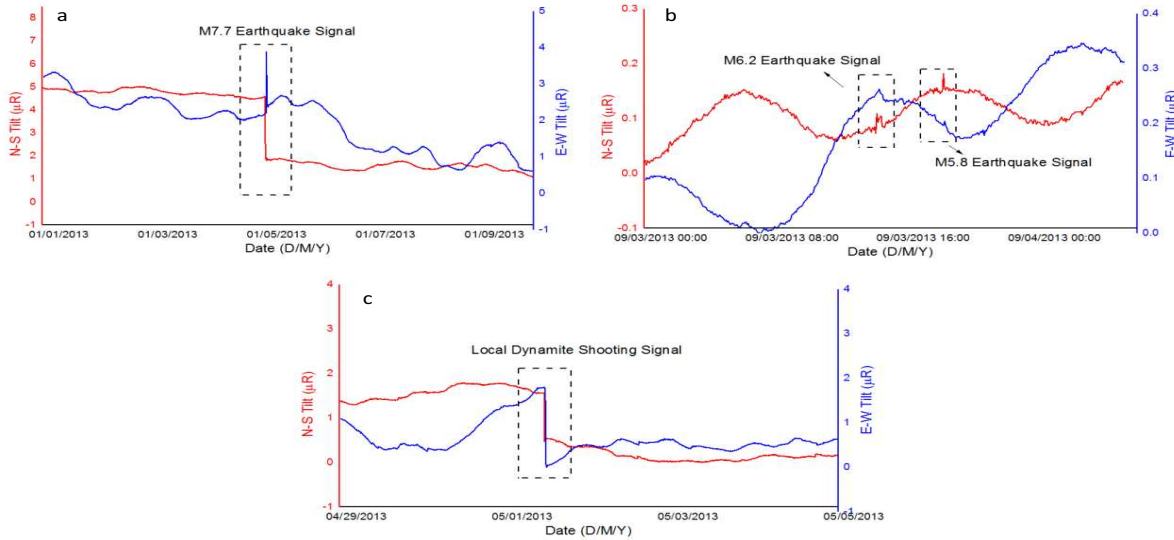 a
M7.7 Earthquake Signal
N-S Tilt (μR)
8
7
6
5
4
3
2
1
0
-1
E-W Tilt (μR)
5
4
3
2
1
0
-1
01/01/2013 01/03/2013 01/05/2013 01/07/2013 01/09/2013
Date (D/M/Y)
b
M6.2 Earthquake Signal
M5.8 Earthquake Signal
N-S Tilt (μR)
0.3
0.2
0.1
0.0
-0.1
E-W Tilt (μR)
0.4
0.3
0.2
0.1
0.0
09/03/2013 00:00 09/03/2013 08:00 09/03/2013 16:00 09/04/2013 00:00
Date (D/M/Y)
c
Local Dynamite Shooting Signal
N-S Tilt (μR)
4
3
2
1
0
-1
E-W Tilt (μR)
4
3
2
1
0
-1
04/29/2013 05/01/2013 05/03/2013 05/05/2013
Date (D/M/Y)